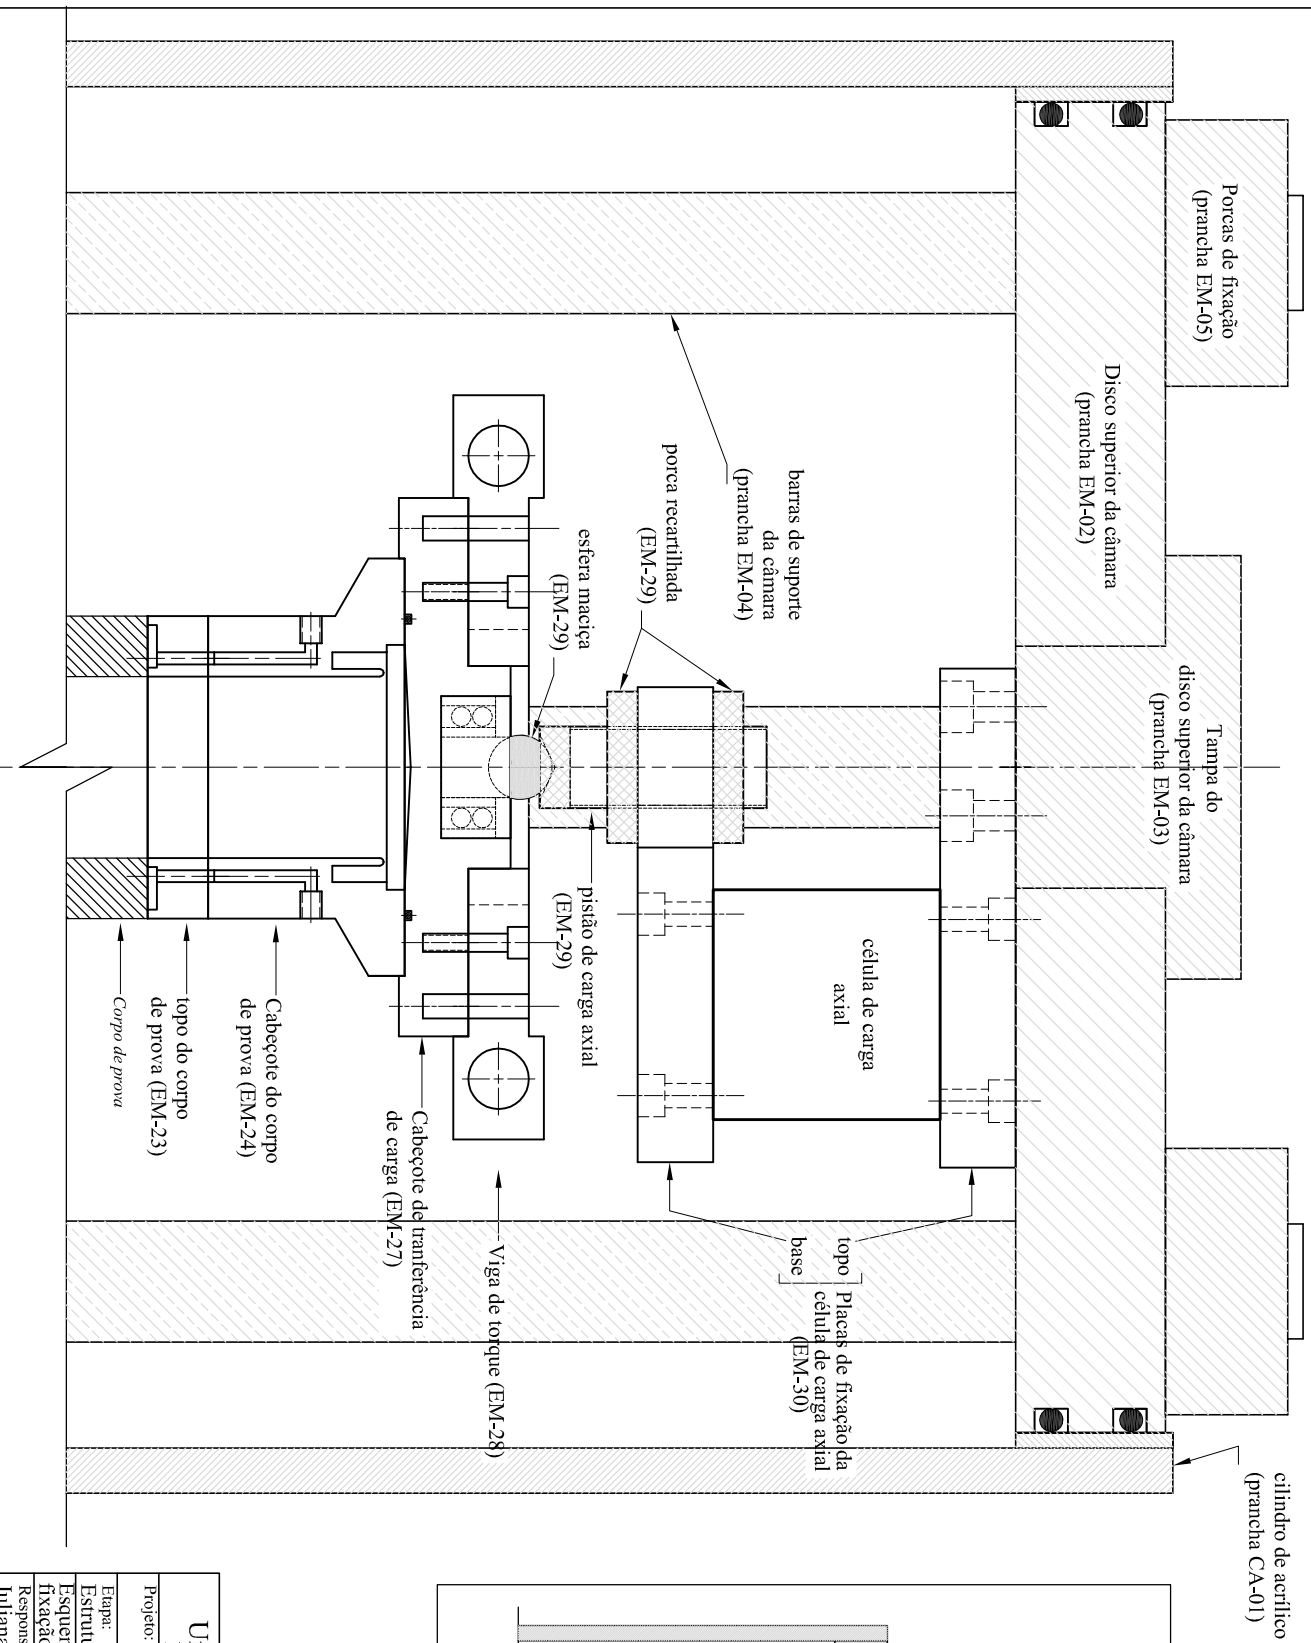 Porcas de fixação
(prancha EM-05)
Disco superior da câmara
(prancha EM-02)
Tampa do
disco superior da câmara
(prancha EM-03)
cilindro de acrílico
(prancha CA-01)
barras de suporte
da câmara
(prancha EM-04)
porca recartilhada
(EM-29)
esfera maciça
(EM-29)
pistão de carga axial
(EM-29)
célula de carga
axial
topo
base
Placas de fixação da
célula de carga axial
(EM-30)
Viga de torque (EM-28)
Cabeçote de tranferência
de carga (EM-27)
Cabeçote do corpo
de prova (EM-24)
topo do corpo
de prova (EM-23)
Corpo de prova
Projeto:
Etapa: